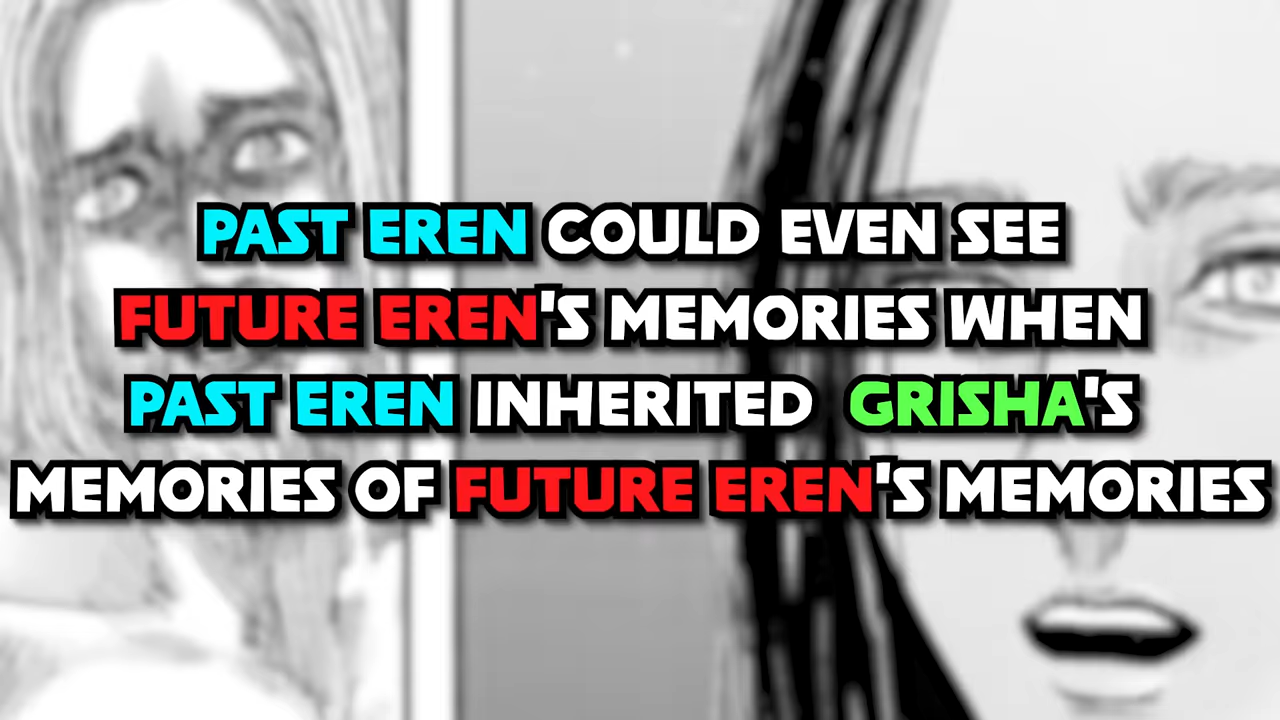 PAST EREN COULD EVEN SEE
FUTURE EREN'S MEMORIES WHEN
PAST EREN INHERITED GRISHA'S
MEMORIES OF FUTURE EREN'S MEMORIES